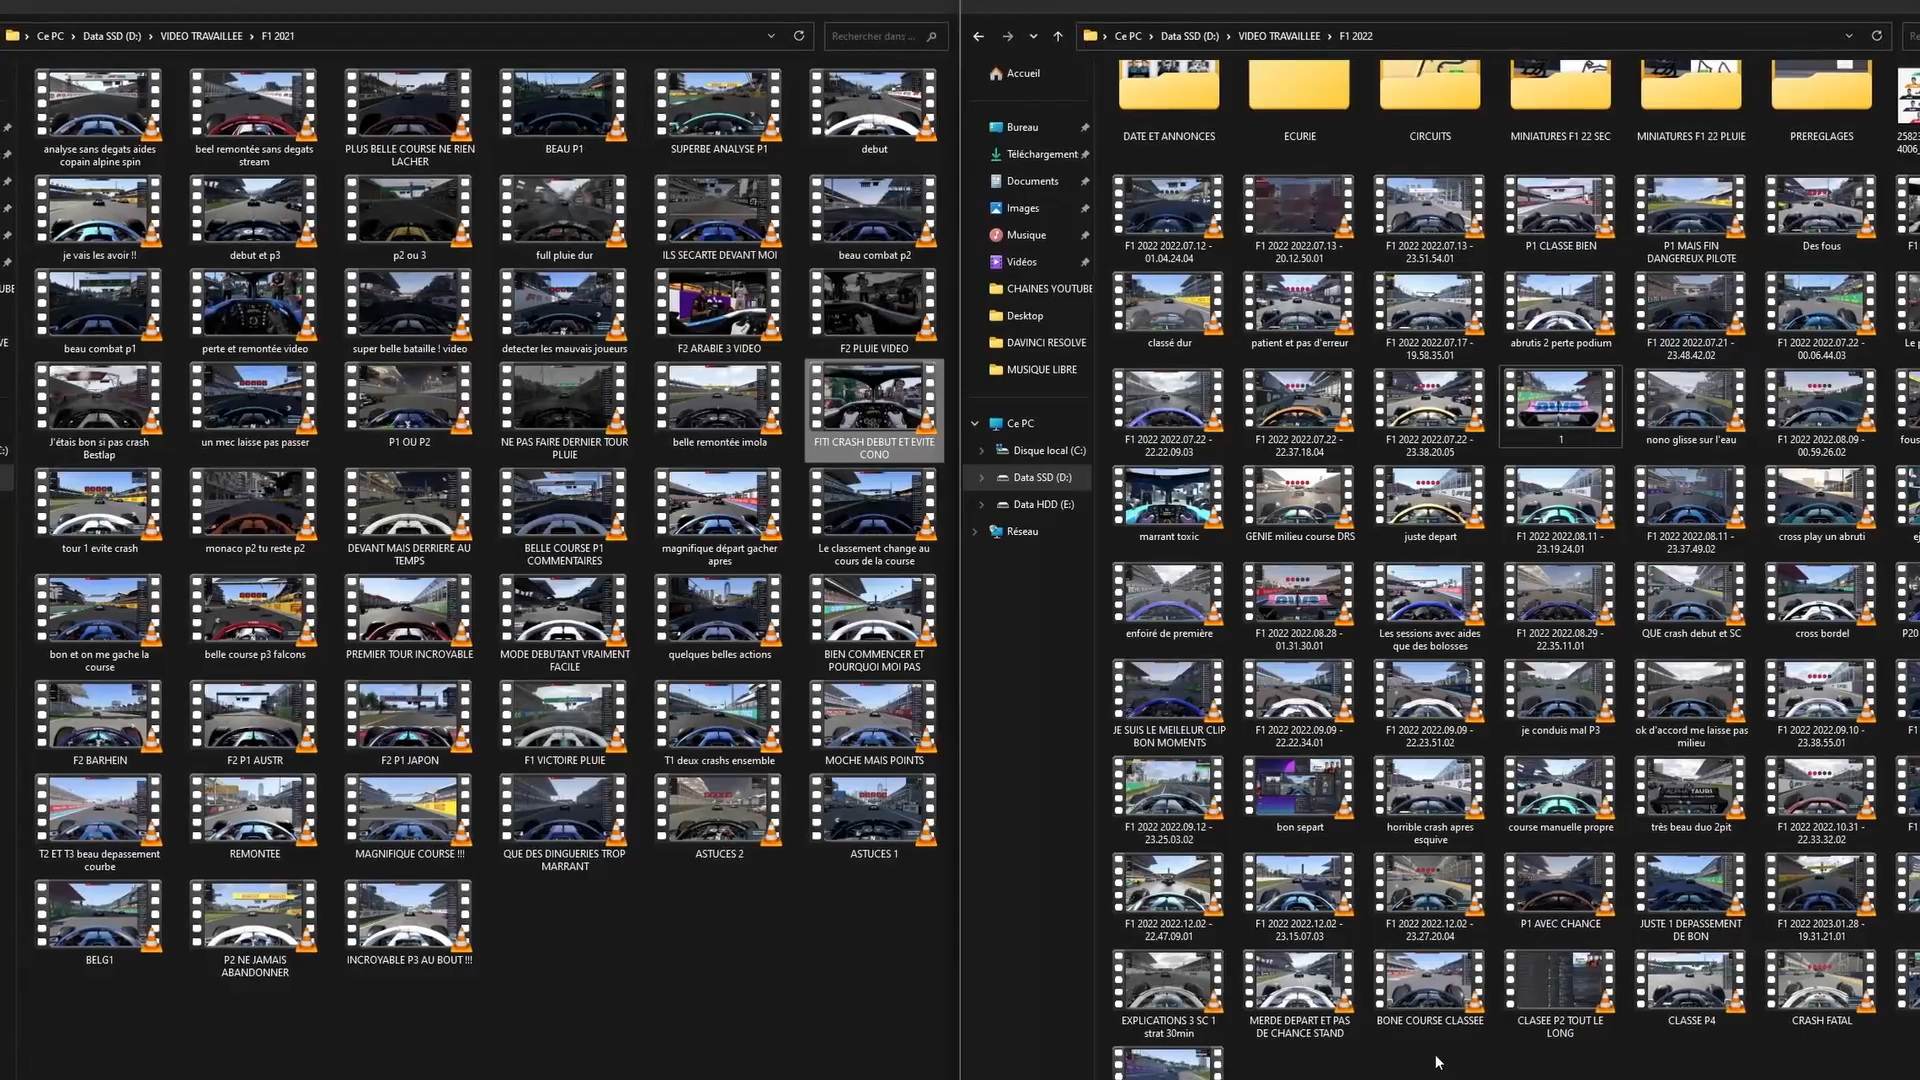 Ce PC > Data SSD (D:) > VIDEO TRAVAILLEE > F1 2021
Rechercher dans ...
analyse sans degats aides copain alpine spin
beel remontée sans degats stream
PLUS BELLE COURSE NE RIEN LACHER
BEAU P1
SUPERBE ANALYSE P1
debut
je vais les avoir !!
debut et p3
p2 ou 3
full pluie dur
ILS SECARTE DEVANT MOI
beau combat p2
beau combat p1
perte et remontée video
super belle bataille ! video
detecter les mauvais joueurs
F2 ARABIE 3 VIDEO
F2 PLUIE VIDEO
J'étais bon si pas crash Bestlap
un mec laisse pas passer
P1 OU P2
NE PAS FAIRE DERNIER TOUR PLUIE
belle remontée imola
FITI CRASH DEBUT ET EVITE CONO
tour 1 evite crash
monaco p2 tu reste p2
DEVANT MAIS DERRIERE AU TEMPS
BELLE COURSE P1 COMMENTAIRES
magnifique départ gacher apres
Le classement change au cours de la course
bon et on me gache la course
belle course p3 falcons
PREMIER TOUR INCROYABLE
MODE DEBUTANT VRAIMENT FACILE
quelques belles actions
BIEN COMMENCER ET POURQUOI MOI PAS
F2 BARHEIN
F2 P1 AUSTR
F2 P1 JAPON
F1 VICTOIRE PLUIE
T1 deux crashs ensemble
MOCHE MAIS POINTS
T2 ET T3 beau depassement courbe
REMONTEE
MAGNIFIQUE COURSE !!!
QUE DES DINGUERIES TROP MARRANT
ASTUCES 2
ASTUCES 1
BELG1
P2 NE JAMAIS ABANDONNER
INCROYABLE P3 AU BOUT !!!
Ce PC > Data SSD (D:) > VIDEO TRAVAILLEE > F1 2022
Accueil
Bureau
Téléchargement
Documents
Images
Musique
Vidéos
CHAINES YOUTUBE
Desktop
DAVINCI RESOLVE
MUSIQUE LIBRE
Ce PC
Disque local (C:)
Data SSD (D:)
Data HDD (E:)
Réseau
DATE ET ANNONCES
ECURIE
CIRCUITS
MINIATURES F1 22 SEC
MINIATURES F1 22 PLUIE
PREREGLAGES
F1 2022 2022.07.12 - 01.04.24.04
F1 2022 2022.07.13 - 20.12.50.01
F1 2022 2022.07.13 - 23.51.54.01
P1 CLASSE BIEN
P1 MAIS FIN DANGEREUX PILOTE
Des fous
classé dur
patient et pas d'erreur
F1 2022 2022.07.17 - 19.58.35.01
abrutis 2 perte podium
F1 2022 2022.07.21 - 23.48.42.02
F1 2022 2022.07.22 - 00.06.44.03
F1 2022 2022.07.22 - 22.22.09.03
F1 2022 2022.07.22 - 22.37.18.04
F1 2022 2022.07.22 - 23.38.20.05
1
nono glisse sur l'eau
F1 2022 2022.08.09 - 00.59.26.02
marrant toxic
GENIE milieu course DRS
juste depart
F1 2022 2022.08.11 - 23.19.24.01
F1 2022 2022.08.11 - 23.37.49.02
cross play un abruti
enfoiré de première
F1 2022 2022.08.28 - 01.31.30.01
Les sessions avec aides que des bolosses
F1 2022 2022.08.29 - 22.35.11.01
QUE crash debut et SC
cross bordel
JE SUIS LE MEILELUR CLIP BON MOMENTS
F1 2022 2022.09.09 - 22.22.34.01
F1 2022 2022.09.09 - 22.23.51.02
je conduis mal P3
ok d'accord me laisse pas milieu
F1 2022 2022.09.10 - 23.38.55.01
F1 2022 2022.09.12 - 23.25.03.02
bon separt
horrible crash apres esquive
course manuelle propre
très beau duo 2pit
F1 2022 2022.10.31 - 22.33.32.02
F1 2022 2022.12.02 - 22.47.09.01
F1 2022 2022.12.02 - 23.15.07.03
F1 2022 2022.12.02 - 23.27.20.04
P1 AVEC CHANCE
JUSTE 1 DEPASSEMENT DE BON
F1 2022 2023.01.28 - 19.31.21.01
EXPLICATIONS 3 SC 1 strat 30min
MERDE DEPART ET PAS DE CHANCE STAND
BONE COURSE CLASSEE
CLASEE P2 TOUT LE LONG
CLASSE P4
CRASH FATAL